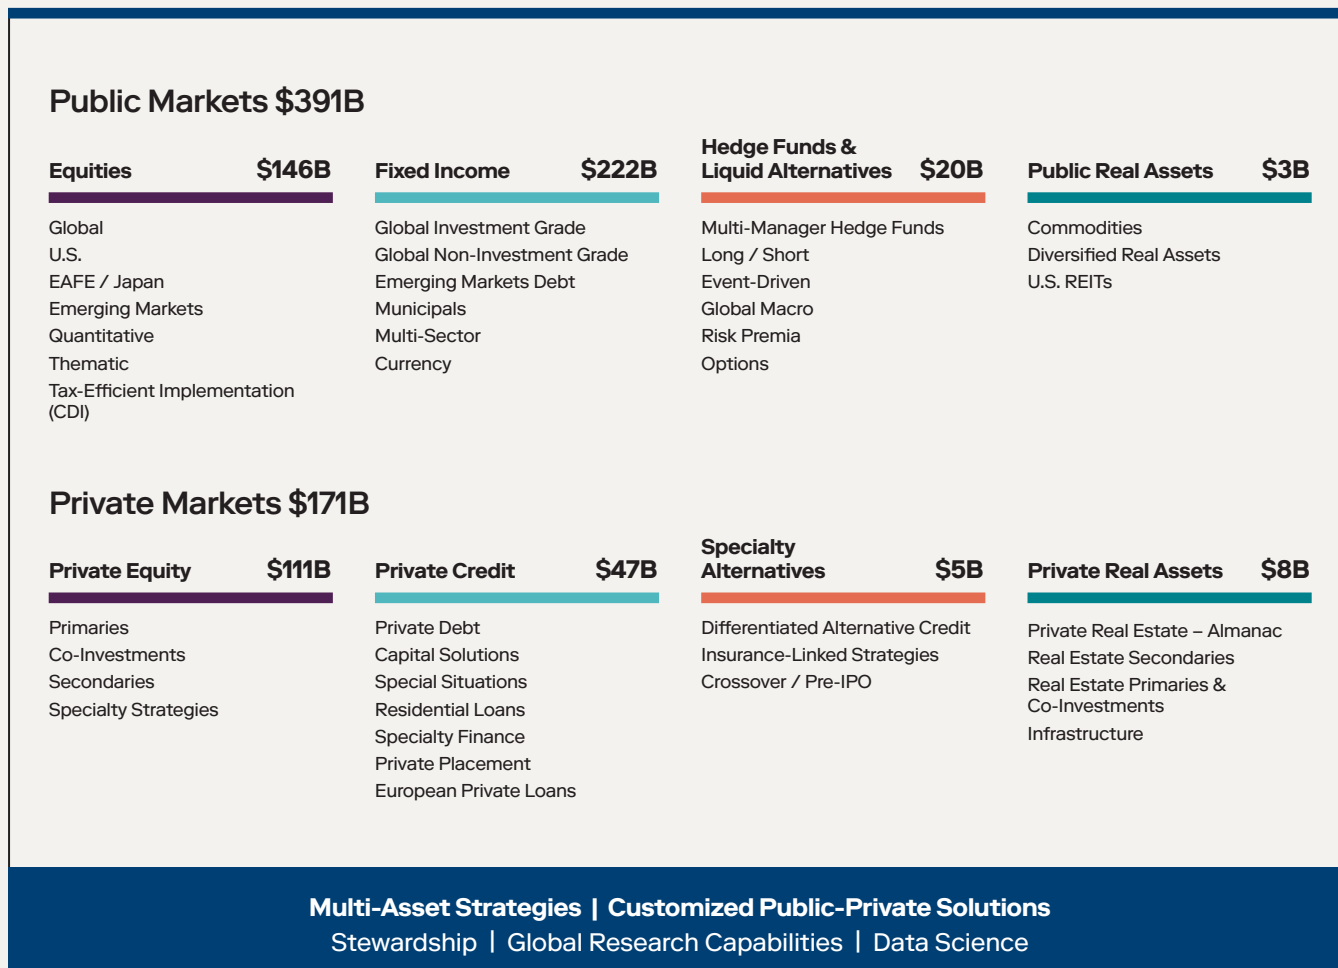 Public Markets $391B
Equities $146B
Global
U.S.
EAFE / Japan
Emerging Markets
Quantitative
Thematic
Tax-Efficient Implementation
(CDI)
Fixed Income $222B
Global Investment Grade
Global Non-Investment Grade
Emerging Markets Debt
Municipals
Multi-Sector
Currency
Hedge Funds &
Liquid Alternatives $20B
Multi-Manager Hedge Funds
Long / Short
Event-Driven
Global Macro
Risk Premia
Options
Public Real Assets $3B
Commodities
Diversified Real Assets
U.S. REITs
Private Markets $171B
Private Equity $111B
Primaries
Co-Investments
Secondaries
Specialty Strategies
Private Credit $47B
Private Debt
Capital Solutions
Special Situations
Residential Loans
Specialty Finance
Private Placement
European Private Loans
Specialty
Alternatives $5B
Differentiated Alternative Credit
Insurance-Linked Strategies
Crossover / Pre-IPO
Private Real Assets $8B
Private Real Estate – Almanac
Real Estate Secondaries
Real Estate Primaries &
Co-Investments
Infrastructure
Multi-Asset Strategies | Customized Public-Private Solutions
Stewardship | Global Research Capabilities | Data Science